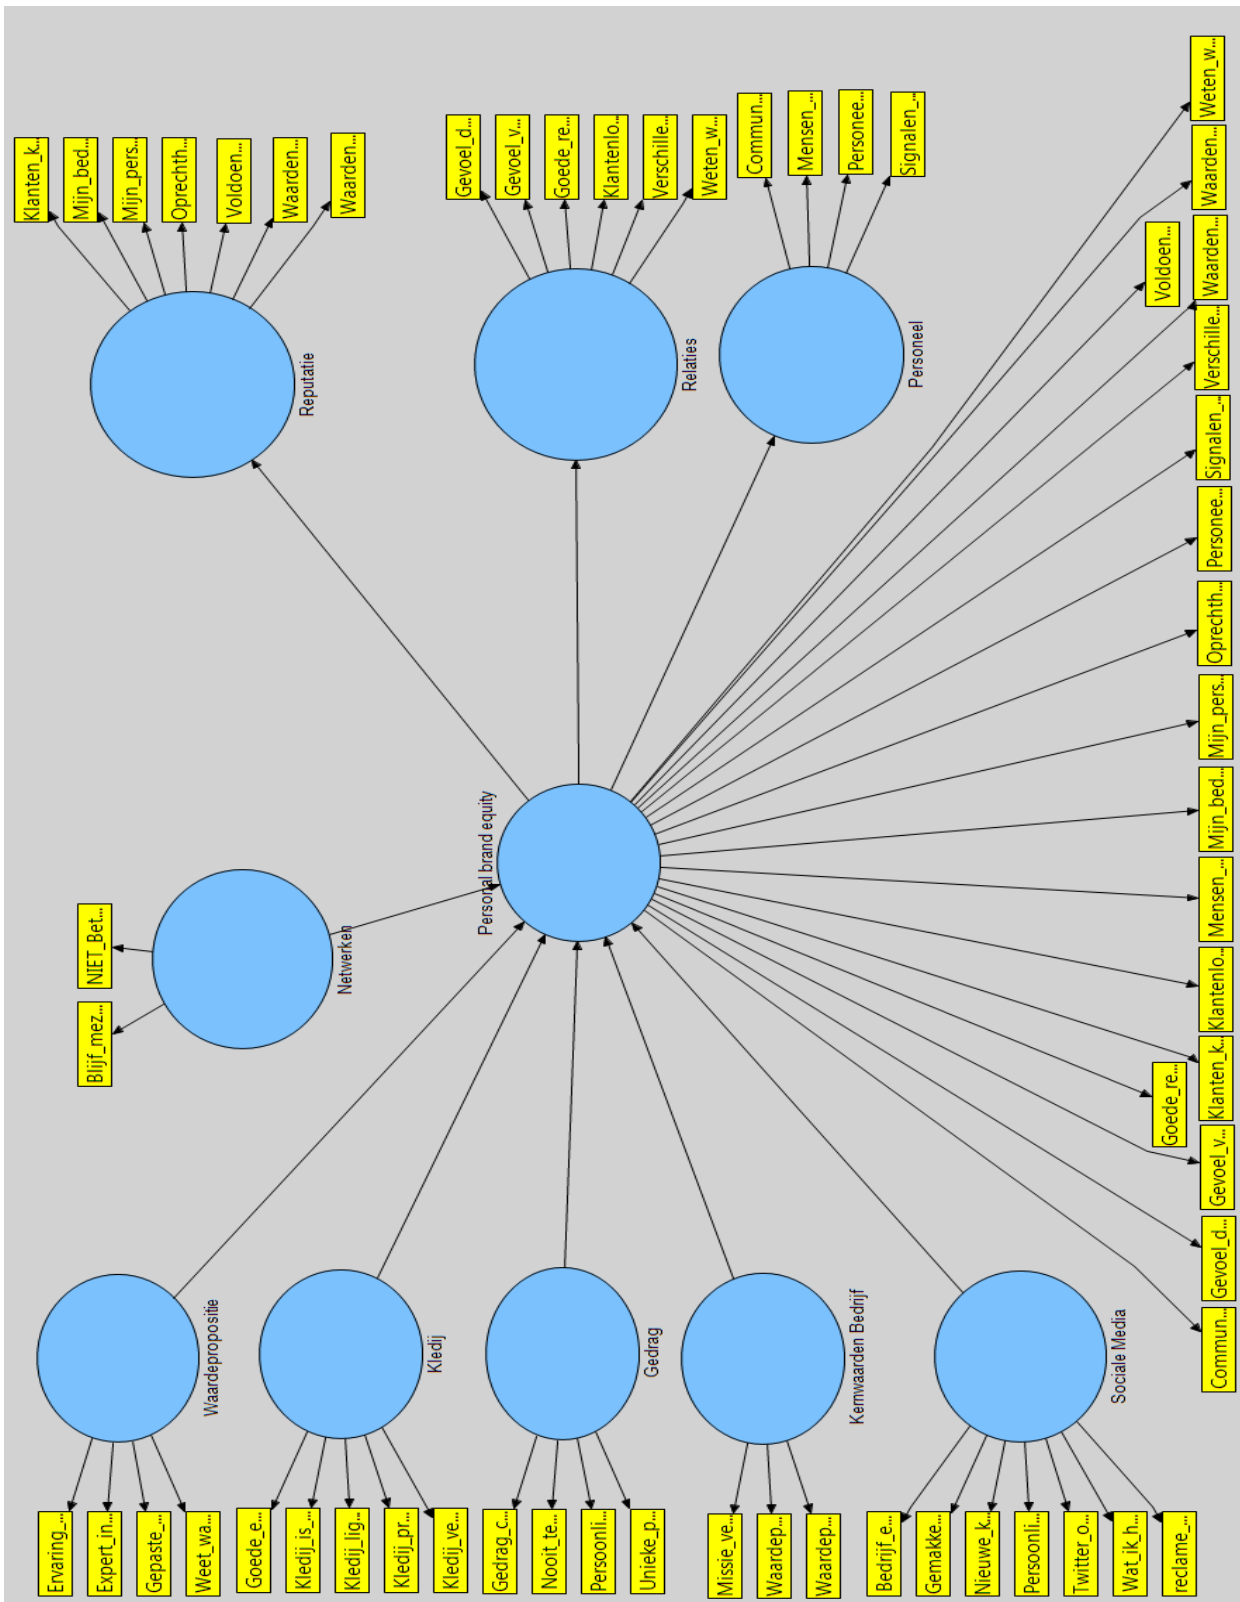 Klanten_k...
Mijn_bed...
Mijn_pers...
Oprechth...
Voldoen...
Waarden...
Waarden...
Reputatie
Gevoel_d...
Gevoel_v...
Goede_re...
Klantenlo...
Verschille...
Weten_w...
Relaties
Commun...
Mensen_...
Personee...
Signalen_...
Personeel
Blijf_mez...
NIET_Bet...
Netwerken
Personal brand equity
Ervaring_...
Expert_in...
Gepaste_...
Weet_wa...
Waardepropositie
Goede_e...
Kledij_is_...
Kledij_lig...
Kledij_pr...
Kledij_ve...
Kledij
Gedrag_c...
Nooit_te...
Persoonli...
Unieke_p...
Gedrag
Missie_ve...
Waardep...
Waardep...
Kernwaarden Bedrijf
Bedrijf_e...
Gemakke...
Nieuwe_k...
Persoonli...
Twitter_o...
Wat_ik_h...
reclame_...
Sociale Media
Commun...
Gevoel_d...
Gevoel_v...
Goede_re...
Klanten_k...
Klantenlo...
Mensen_...
Mijn_bed...
Mijn_pers...
Oprechth...
Personee...
Signalen_...
Verschille...
Voldoen...
Waarden...
Waarden...
Weten_w...